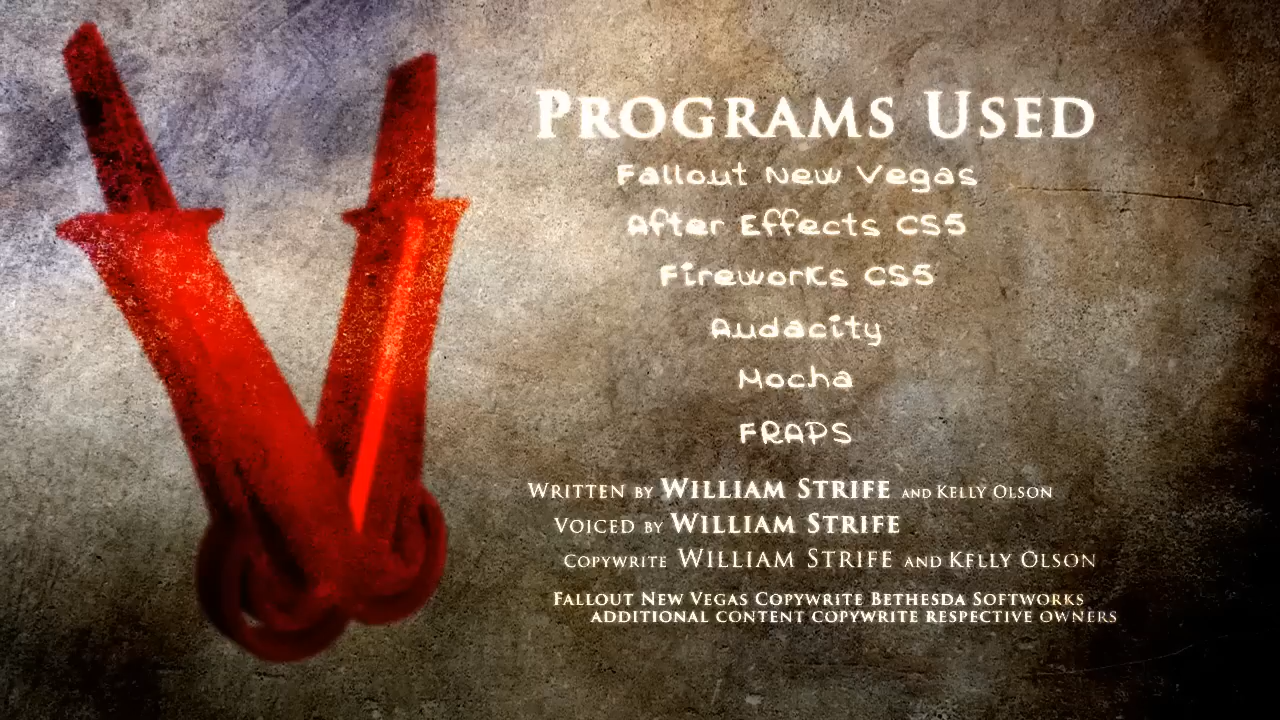 Programs Used
Fallout New Vegas
After Effects CS5
Fireworks CS5
Audacity
Mocha
FRAPS
Written by William Strife and Kelly Olson
Voiced by William Strife
Copywrite William Strife and Kelly Olson
Fallout New Vegas Copywrite Bethesda Softworks
additional content copywrite respective owners